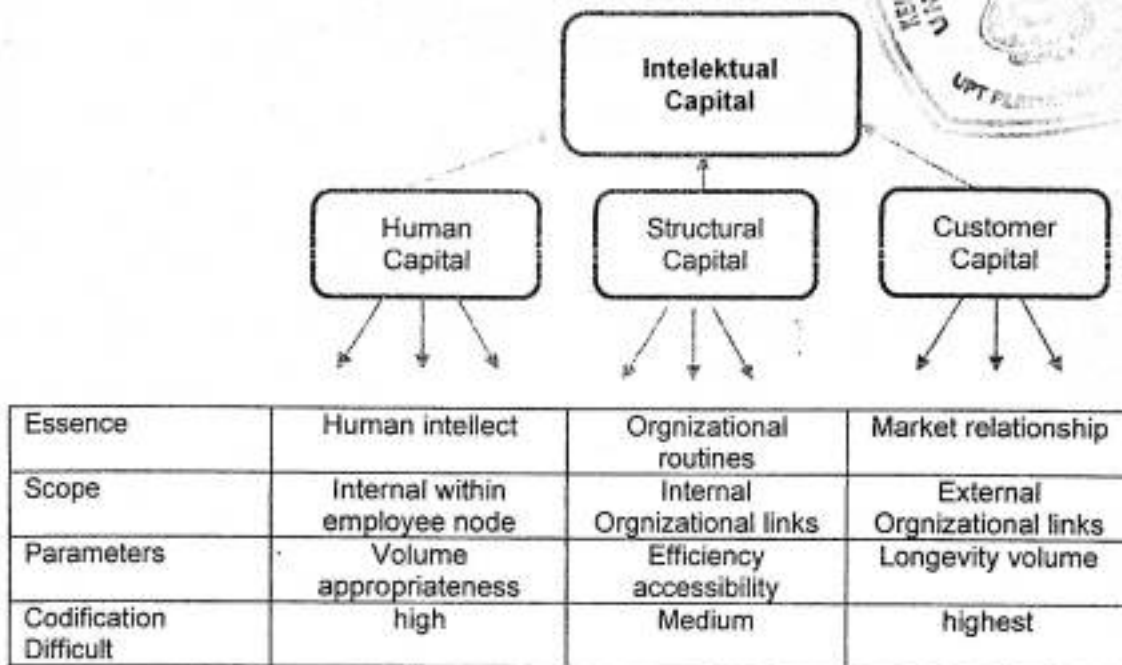 Intelektual
Capital
UPT
Human
Capital
Structural
Capital
Customer
Capital
Essence
Human intellect
Orgnizational
routines
Market relationship
Scope
Internal within
employee node
Internal
Orgnizational links
External
Orgnizational links
Parameters
Volume
appropriateness
Efficiency
accessibility
Longevity volume
Codification
Difficult
high
Medium
highest